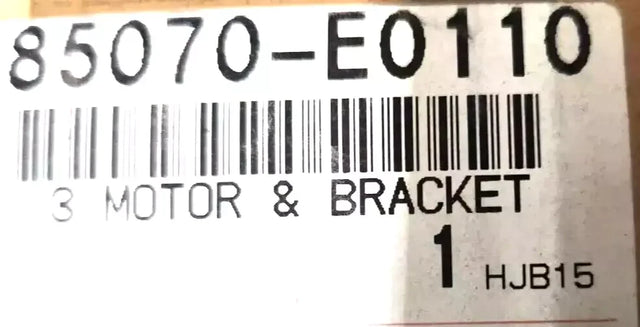 85070-E0110
3 MOTOR & BRACKET
1 HJB15